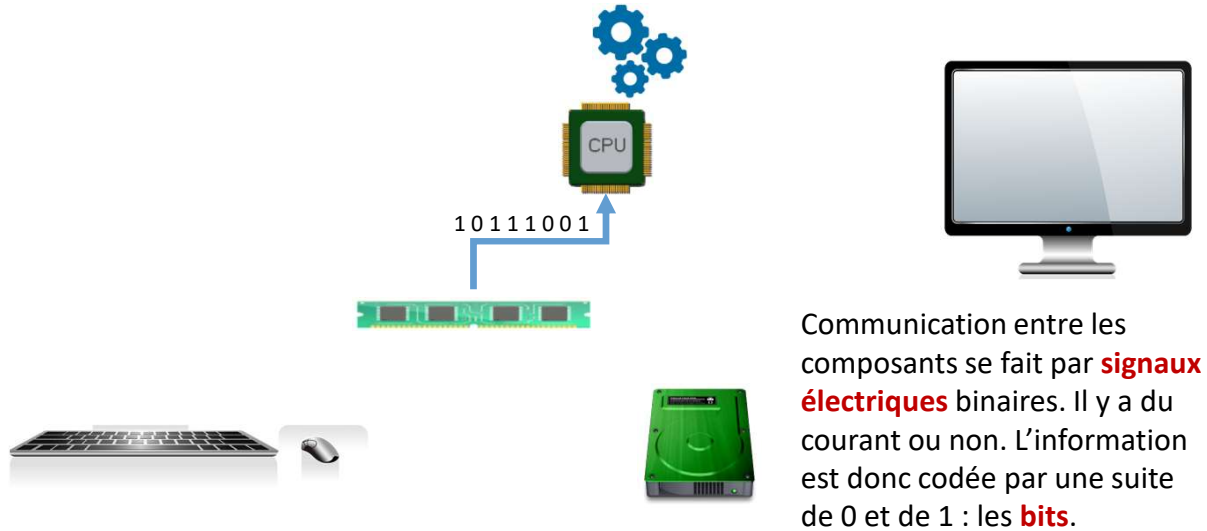 CPU
1 0 1 1 1 0 0 1
Communication entre les
composants se fait par signaux
électriques binaires. Il y a du
courant ou non. L’information
est donc codée par une suite
de 0 et de 1 : les bits.